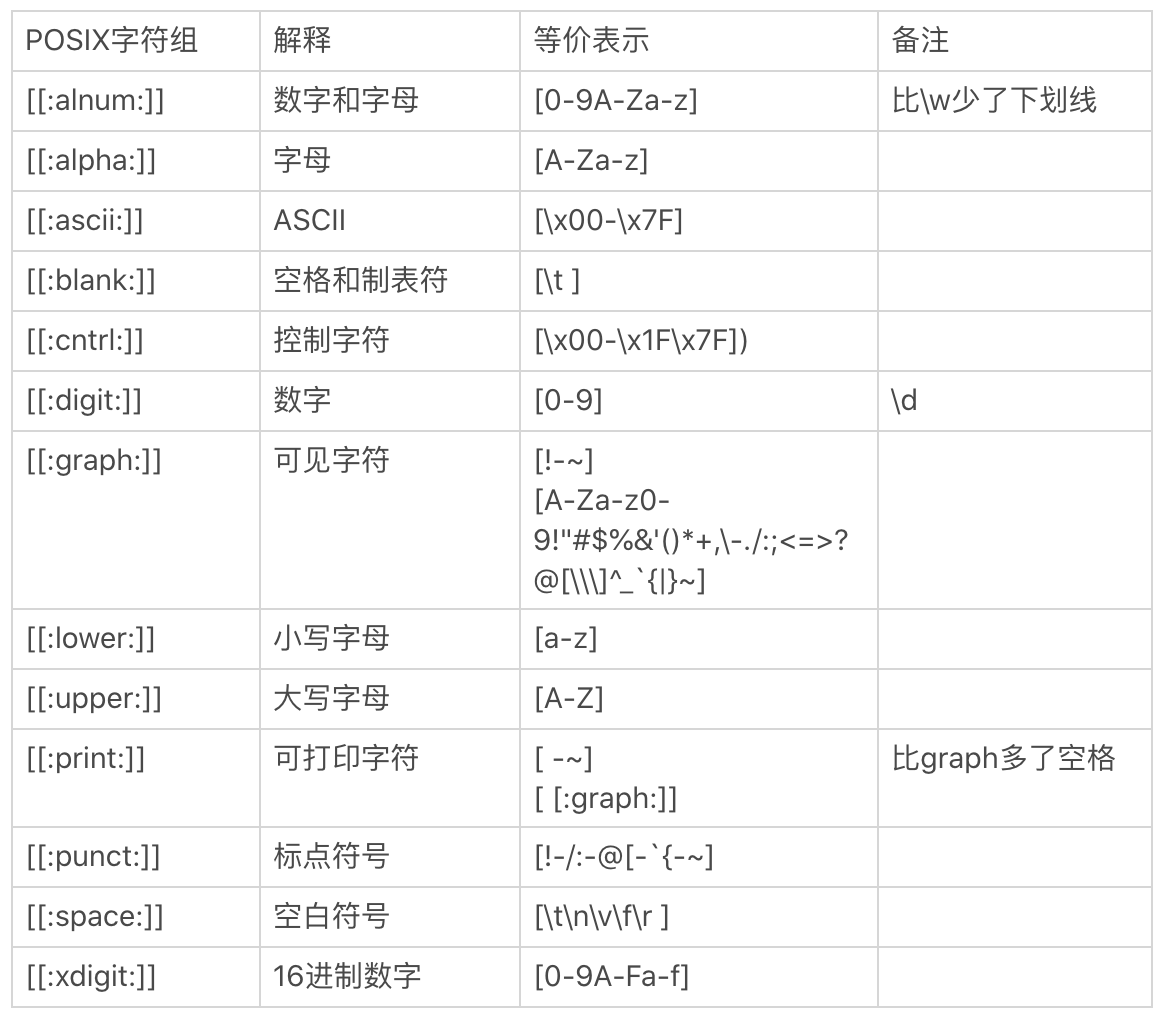 POSIX字符组 解释 等价表示 备注
[[:alnum:]] 数字和字母 [0-9A-Za-z] 比\w少了下划线
[[:alpha:]] 字母 [A-Za-z]
[[:ascii:]] ASCII [\x00-\x7F]
[[:blank:]] 空格和制表符 [\t ]
[[:cntrl:]] 控制字符 [\x00-\x1F\x7F])
[[:digit:]] 数字 [0-9] \d
[[:graph:]] 可见字符 [!-~]
[A-Za-z0-
9!"#$%&'()*+,\-./:;<=>?
@[\\\]^_`{|}~]
[[:lower:]] 小写字母 [a-z]
[[:upper:]] 大写字母 [A-Z]
[[:print:]] 可打印字符 [ -~] 比graph多了空格
[ [:graph:]]
[[:punct:]] 标点符号 [!-/:-@[-`{-~]
[[:space:]] 空白符号 [\t\n\v\f\r ]
[[:xdigit:]] 16进制数字 [0-9A-Fa-f]